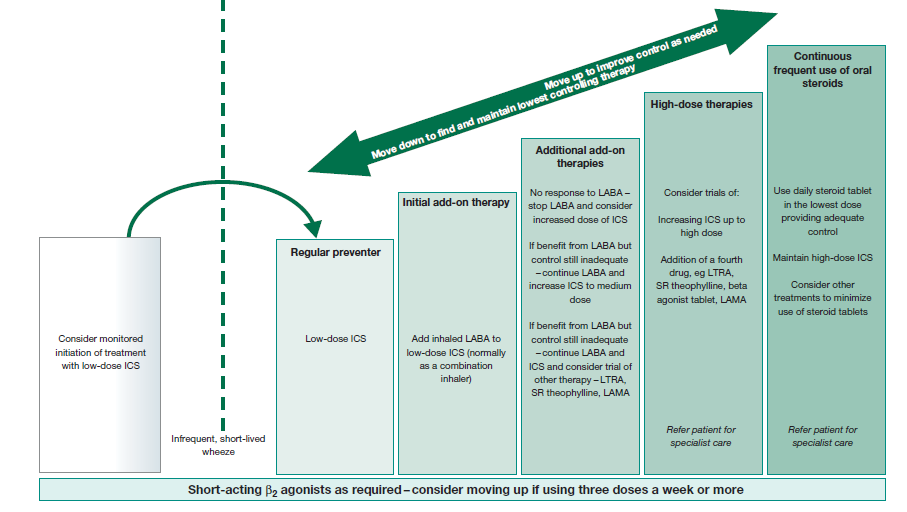 Move up to improve control as needed
Move down to find and maintain lowest controlling therapy
Consider monitored
initiation of treatment
with low-dose ICS
Infrequent, short-lived
wheeze
Regular preventer
Low-dose ICS
Initial add-on therapy
Add inhaled LABA to
low-dose ICS (normally
as a combination
inhaler)
Additional add-on
therapies
No response to LABA –
stop LABA and consider
increased dose of ICS
If benefit from LABA but
control still inadequate
– continue LABA and
increase ICS to medium
dose
If benefit from LABA but
control still inadequate
– continue LABA and
ICS and consider trial of
other therapy – LTRA,
SR theophylline, LAMA
High-dose therapies
Consider trials of:
Increasing ICS up to
high dose
Addition of a fourth
drug, eg LTRA,
SR theophylline, beta
agonist tablet, LAMA
Refer patient for
specialist care
Continuous
frequent use of oral
steroids
Use daily steroid tablet
in the lowest dose
providing adequate
control
Maintain high-dose ICS
Consider other
treatments to minimize
use of steroid tablets
Refer patient for
specialist care
Short-acting β₂ agonists as required – consider moving up if using three doses a week or more